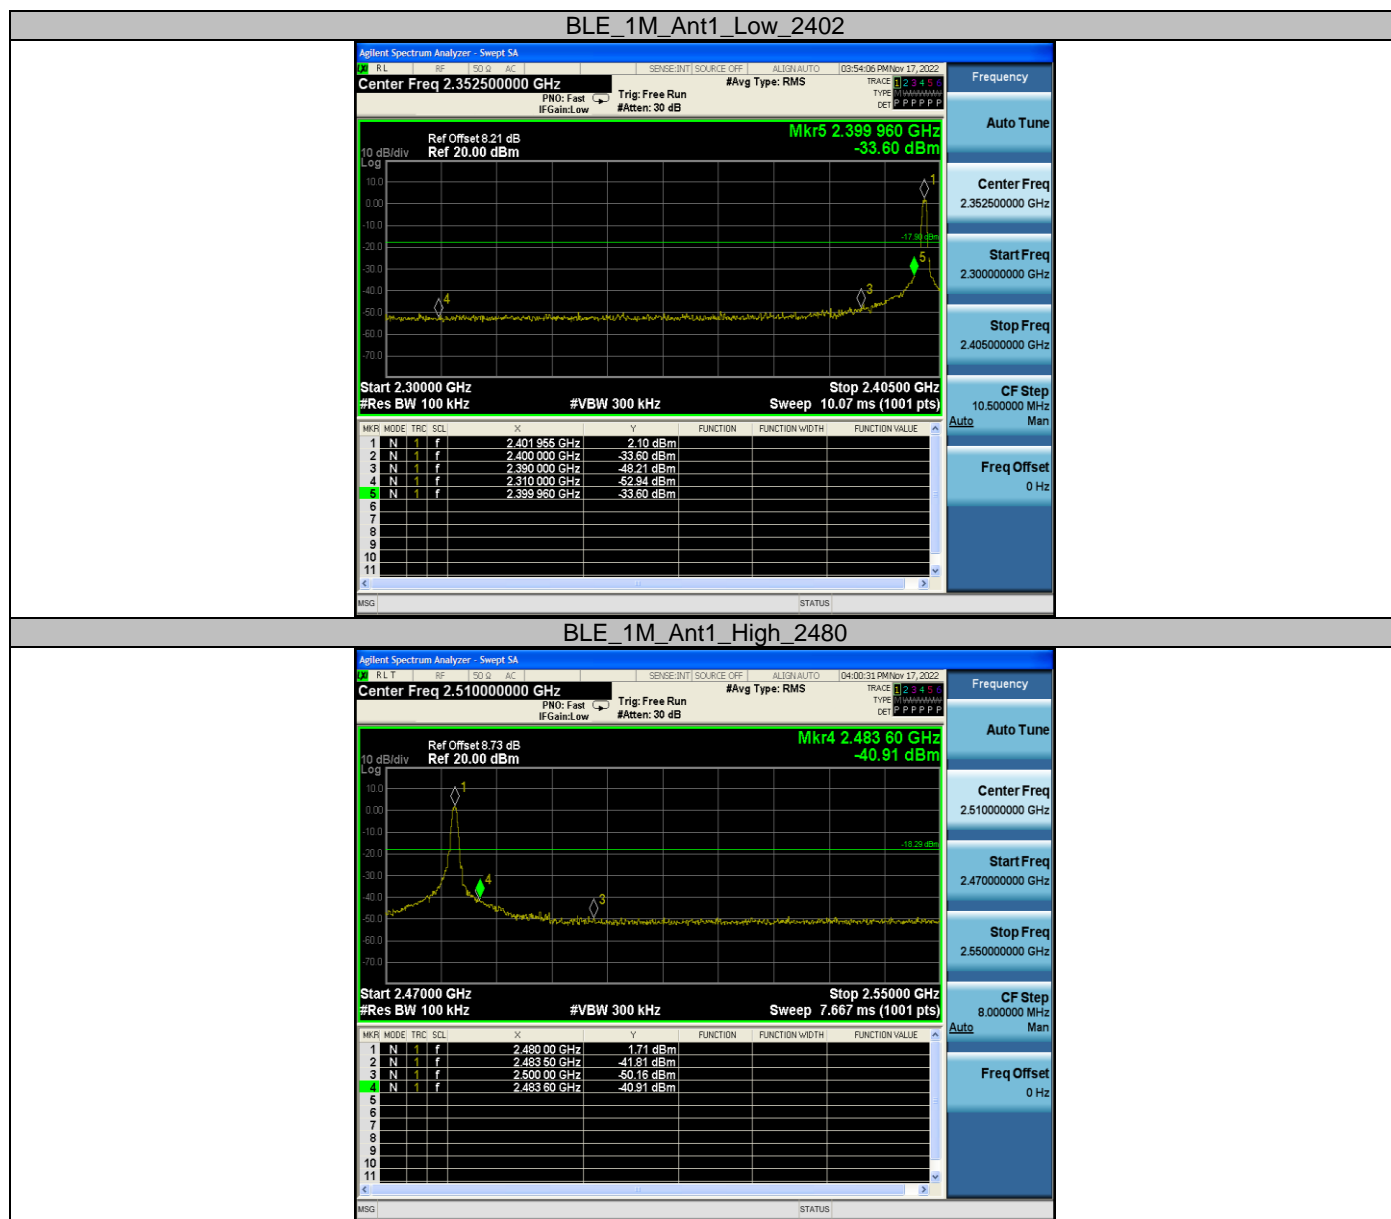 BLE_1M_Ant1_Low_2402
Agilent Spectrum Analyzer - Swept SA
RL RF 50 Ω AC SENSE:INT SOURCE OFF ALIGN AUTO 03:54:06 PM Nov 17, 2022
Center Freq 2.352500000 GHz
PNO: Fast
IFGain:Low
Trig: Free Run
#Atten: 30 dB
#Avg Type: RMS
TRACE 1 2 3 4 5 6
TYPE M
DET P P P P P P
Frequency
Mkr5 2.399 960 GHz
-33.60 dBm
Ref Offset 8.21 dB
10 dB/div Ref 20.00 dBm
Log
10.0
0.00
-10.0
-20.0
-30.0
-40.0
-50.0
-60.0
-70.0
-17.90 dBm
1
5
3
4
Start 2.30000 GHz Stop 2.40500 GHz
#Res BW 100 kHz #VBW 300 kHz Sweep 10.07 ms (1001 pts)
MKR MODE TRC SCL X Y FUNCTION FUNCTION WIDTH FUNCTION VALUE
1 N 1 f 2.401 955 GHz 2.10 dBm
2 N 1 f 2.400 000 GHz -33.60 dBm
3 N 1 f 2.390 000 GHz -48.21 dBm
4 N 1 f 2.310 000 GHz -52.94 dBm
5 N 1 f 2.399 960 GHz -33.60 dBm
6
7
8
9
10
11
MSG STATUS
Auto Tune
Center Freq
2.352500000 GHz
Start Freq
2.300000000 GHz
Stop Freq
2.405000000 GHz
CF Step
10.500000 MHz
Auto Man
Freq Offset
0 Hz
BLE_1M_Ant1_High_2480
Agilent Spectrum Analyzer - Swept SA
RLT RF 50 Ω AC SENSE:INT SOURCE OFF ALIGN AUTO 04:00:31 PM Nov 17, 2022
Center Freq 2.510000000 GHz
PNO: Fast
IFGain:Low
Trig: Free Run
#Atten: 30 dB
#Avg Type: RMS
TRACE 1 2 3 4 5 6
TYPE M
DET P P P P P P
Frequency
Mkr4 2.483 60 GHz
-40.91 dBm
Ref Offset 8.73 dB
10 dB/div Ref 20.00 dBm
Log
10.0
0.00
-10.0
-20.0
-30.0
-40.0
-50.0
-60.0
-70.0
-18.29 dBm
1
4
3
Start 2.47000 GHz Stop 2.55000 GHz
#Res BW 100 kHz #VBW 300 kHz Sweep 7.667 ms (1001 pts)
MKR MODE TRC SCL X Y FUNCTION FUNCTION WIDTH FUNCTION VALUE
1 N 1 f 2.480 00 GHz 1.71 dBm
2 N 1 f 2.483 50 GHz -41.81 dBm
3 N 1 f 2.500 00 GHz -50.16 dBm
4 N 1 f 2.483 60 GHz -40.91 dBm
5
6
7
8
9
10
11
MSG STATUS
Auto Tune
Center Freq
2.510000000 GHz
Start Freq
2.470000000 GHz
Stop Freq
2.550000000 GHz
CF Step
8.000000 MHz
Auto Man
Freq Offset
0 Hz